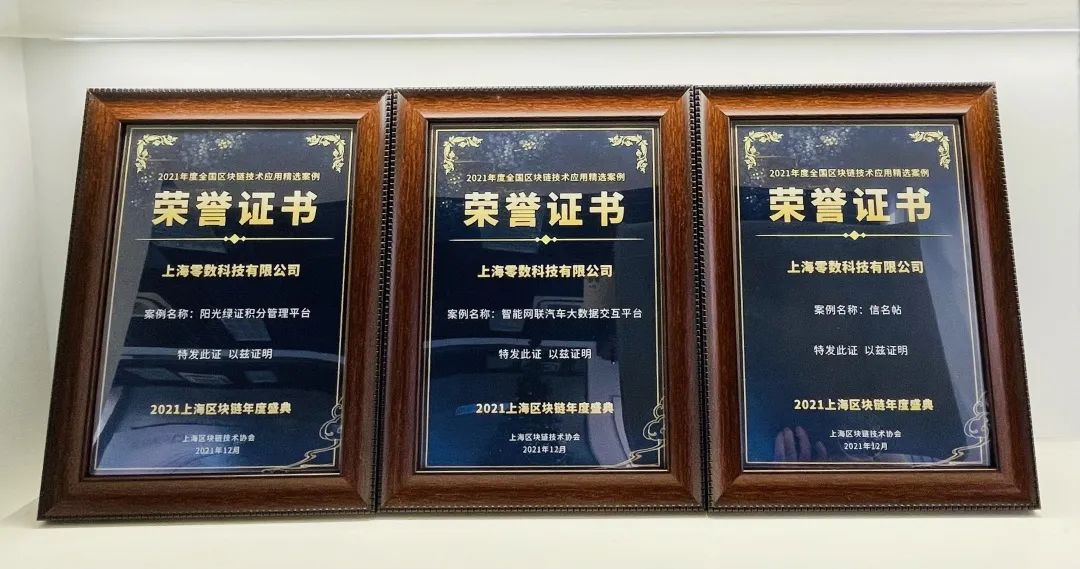 2021年度全国区块链技术应用精选案例
荣誉证书
上海零数科技有限公司
案例名称：阳光绿证积分管理平台
特发此证 以兹证明
2021上海区块链年度盛典
上海区块链技术协会
2021年12月
2021年度全国区块链技术应用精选案例
荣誉证书
上海零数科技有限公司
案例名称：智能网联汽车大数据交互平台
特发此证 以兹证明
2021上海区块链年度盛典
上海区块链技术协会
2021年12月
2021年度全国区块链技术应用精选案例
荣誉证书
上海零数科技有限公司
案例名称：信名帖
特发此证 以兹证明
2021上海区块链年度盛典
上海区块链技术协会
2021年12月